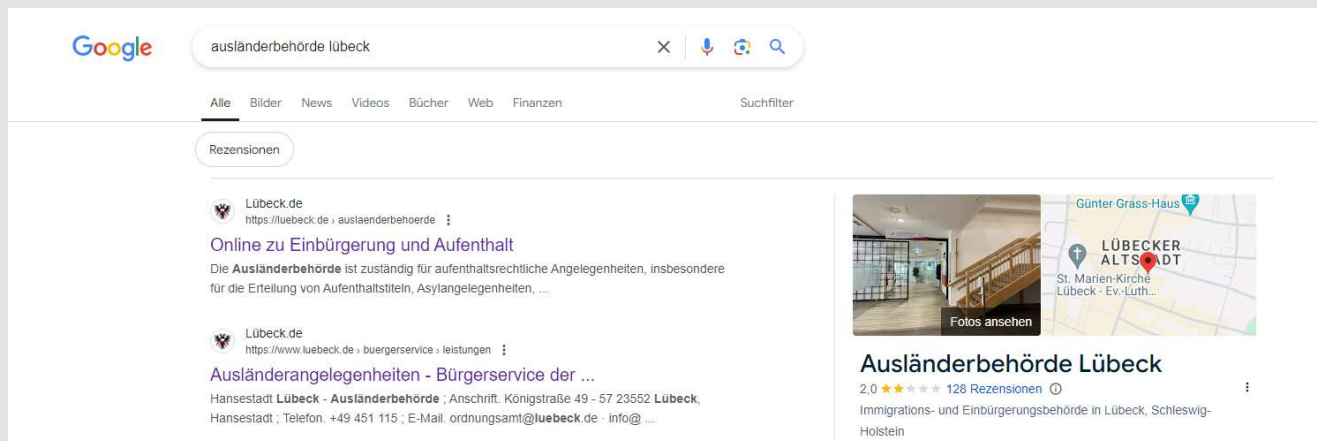 Google
ausländerbehörde lübeck
Alle Bilder News Videos Bücher Web Finanzen Suchfilter
Rezensionen
Lübeck.de
https://luebeck.de › auslaenderbehoerde
Online zu Einbürgerung und Aufenthalt
Die Ausländerbehörde ist zuständig für aufenthaltsrechtliche Angelegenheiten, insbesondere
für die Erteilung von Aufenthaltstiteln, Asylangelegenheiten, ...
Lübeck.de
https://www.luebeck.de › buergerservice › leistungen
Ausländerangelegenheiten - Bürgerservice der ...
Hansestadt Lübeck - Ausländerbehörde ; Anschrift. Königstraße 49 - 57 23552 Lübeck,
Hansestadt ; Telefon. +49 451 115 ; E-Mail. ordnungsamt@luebeck.de · info@ ...
Fotos ansehen
Günter Grass-Haus
LÜBECKER
ALTSTADT
St. Marien-Kirche
Lübeck - Ev.-Luth...
Ausländerbehörde Lübeck
2,0 128 Rezensionen
Immigrations- und Einbürgerungsbehörde in Lübeck, Schleswig-
Holstein